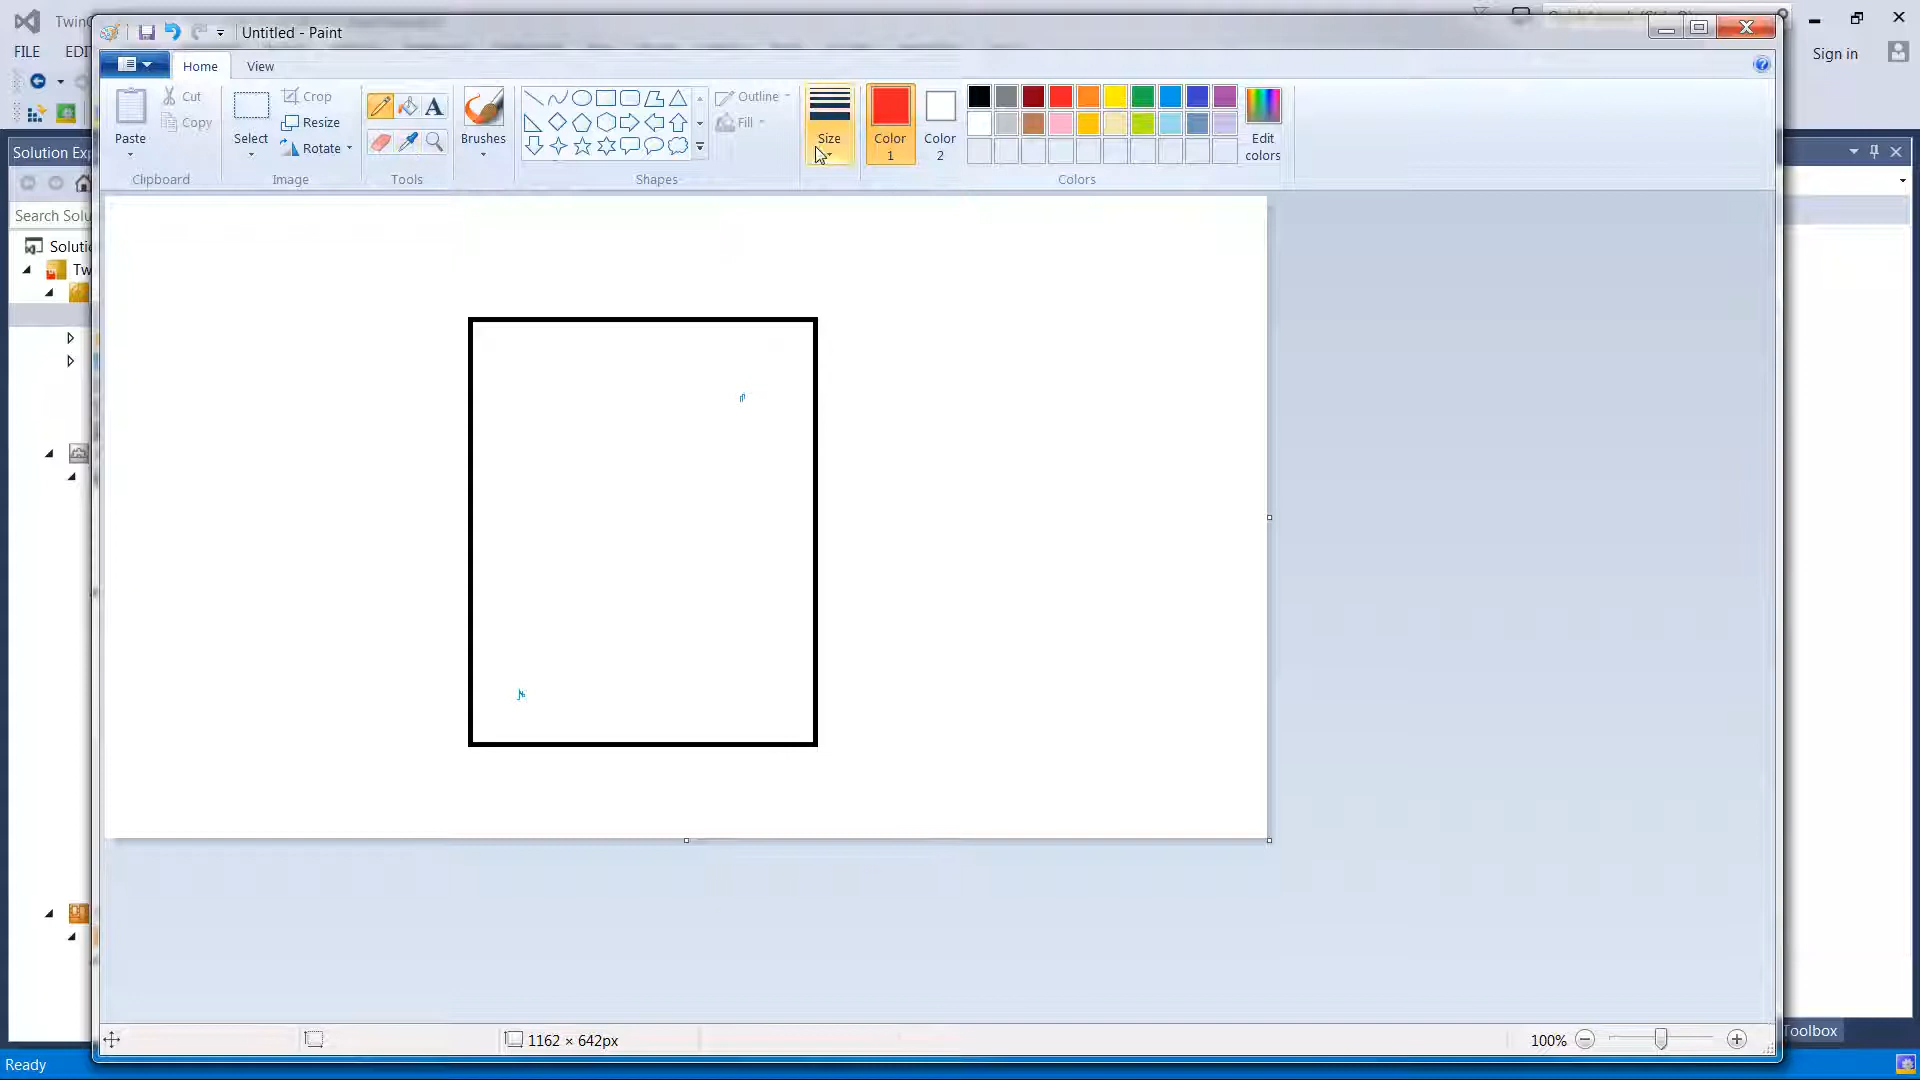 TwinC
Untitled - Paint
FILE
EDI
Sign in
Home
View
Paste
Cut
Copy
Clipboard
Select
Crop
Resize
Rotate
Image
A
Tools
Brushes
Shapes
Outline
Fill
Size
Color
1
Color
2
Edit
colors
Colors
Solution Exp
Search Solu
Soluti
Tw
1162 × 642px
100%
Toolbox
Ready